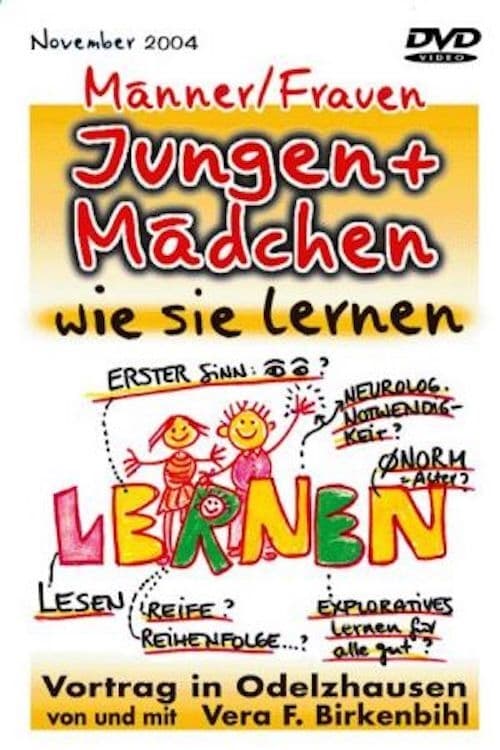 November 2004
DVD
VIDEO
Männer/Frauen
Jungen+
Mädchen
wie sie lernen
ERSTER SINN: ?
NEUROLOG.
NOTWENDIG-
KEIT?
ØNORM
=Alter?
LERNEN
LESEN
REIFE?
REIHENFOLGE...?
EXPLORATIVES
lernen für
alle gut?
Vortrag in Odelzhausen
von und mit Vera F. Birkenbihl